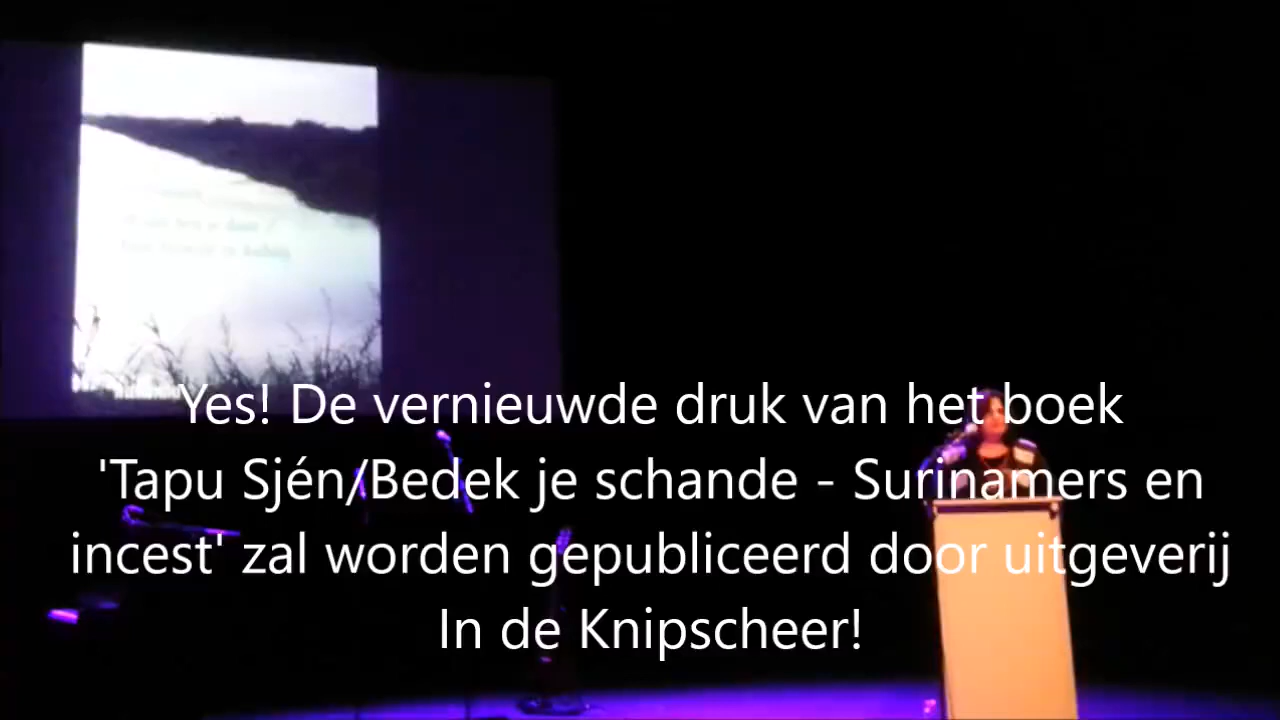 Yes! De vernieuwde druk van het boek
'Tapu Sjén/Bedek je schande - Surinamers en
incest' zal worden gepubliceerd door uitgeverij
In de Knipscheer!